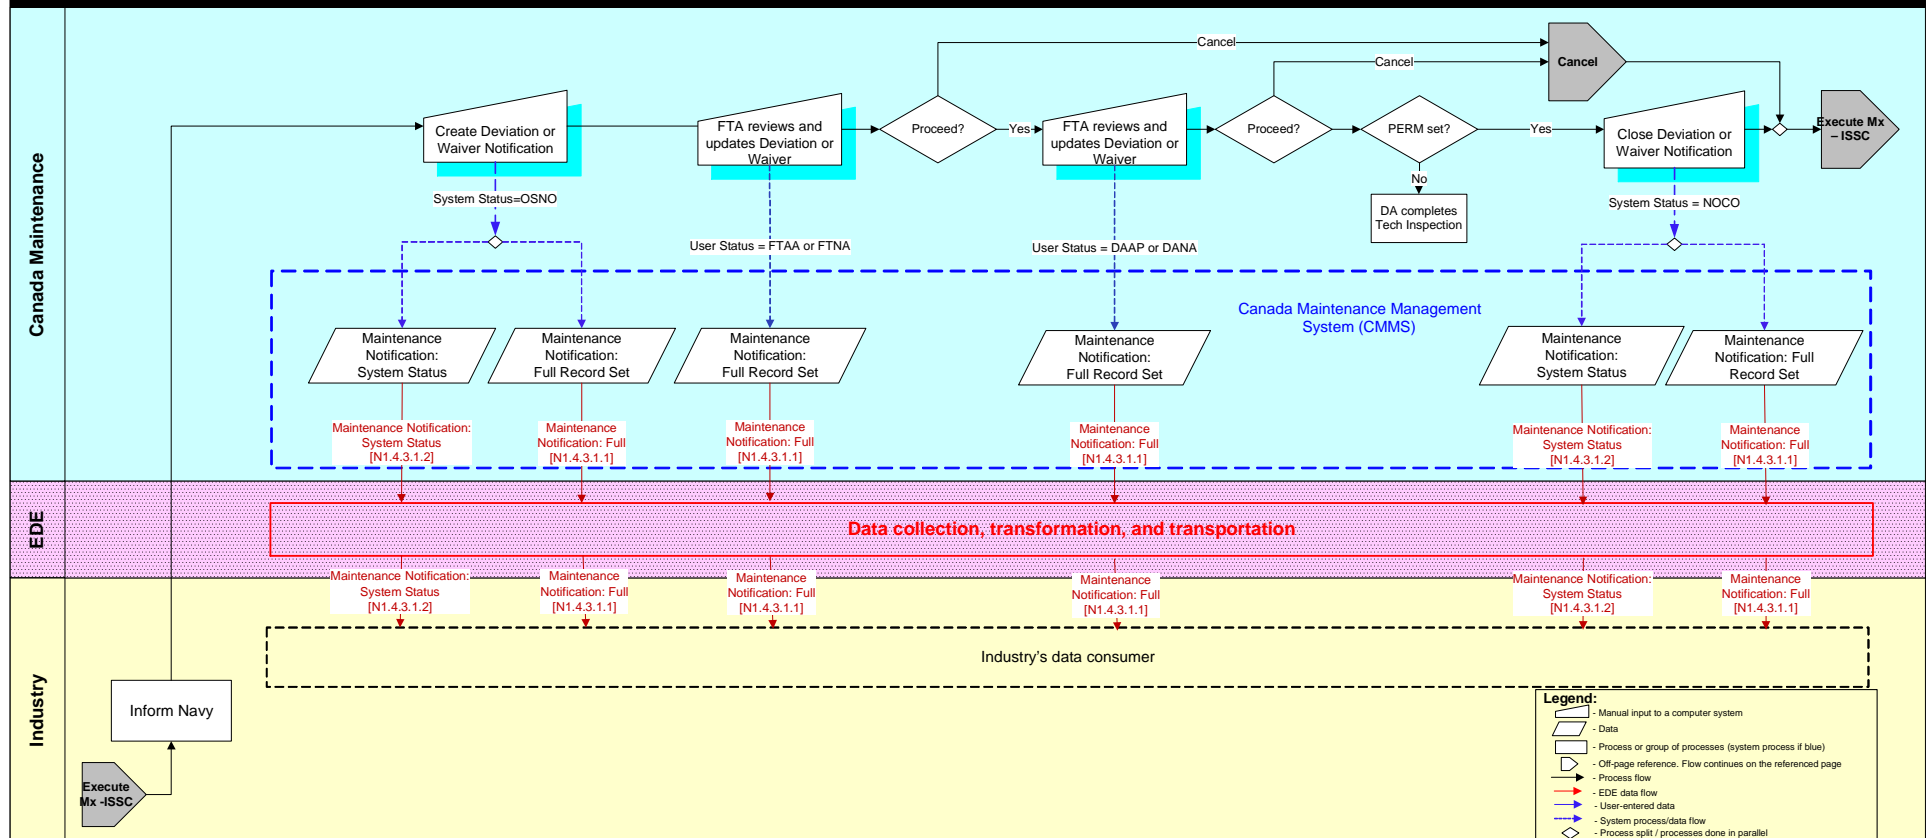 Canada Maintenance
Cancel
Cancel
Cancel
Create Deviation or
Waiver Notification
FTA reviews and
updates Deviation or
Waiver
Proceed?
Yes
FTA reviews and
updates Deviation or
Waiver
Proceed?
PERM set?
Yes
Close Deviation or
Waiver Notification
Execute Mx
– ISSC
No
DA completes
Tech Inspection
System Status=OSNO
User Status = FTAA or FTNA
User Status = DAAP or DANA
System Status = NOCO
Canada Maintenance Management
System (CMMS)
Maintenance
Notification:
System Status
Maintenance
Notification:
Full Record Set
Maintenance
Notification:
Full Record Set
Maintenance
Notification:
Full Record Set
Maintenance
Notification:
System Status
Maintenance
Notification: Full
Record Set
Maintenance Notification:
System Status
[N1.4.3.1.2]
Maintenance
Notification: Full
[N1.4.3.1.1]
Maintenance
Notification: Full
[N1.4.3.1.1]
Maintenance
Notification: Full
[N1.4.3.1.1]
Maintenance Notification:
System Status
[N1.4.3.1.2]
Maintenance
Notification: Full
[N1.4.3.1.1]
EDE
Data collection, transformation, and transportation
Maintenance Notification:
System Status
[N1.4.3.1.2]
Maintenance
Notification: Full
[N1.4.3.1.1]
Maintenance
Notification: Full
[N1.4.3.1.1]
Maintenance
Notification: Full
[N1.4.3.1.1]
Maintenance Notification:
System Status
[N1.4.3.1.2]
Maintenance
Notification: Full
[N1.4.3.1.1]
Industry
Industry's data consumer
Inform Navy
Execute
Mx -ISSC
Legend:
- Manual input to a computer system
- Data
- Process or group of processes (system process if blue)
- Off-page reference. Flow continues on the referenced page
- Process flow
- EDE data flow
- User-entered data
- System process/data flow
- Process split / processes done in parallel